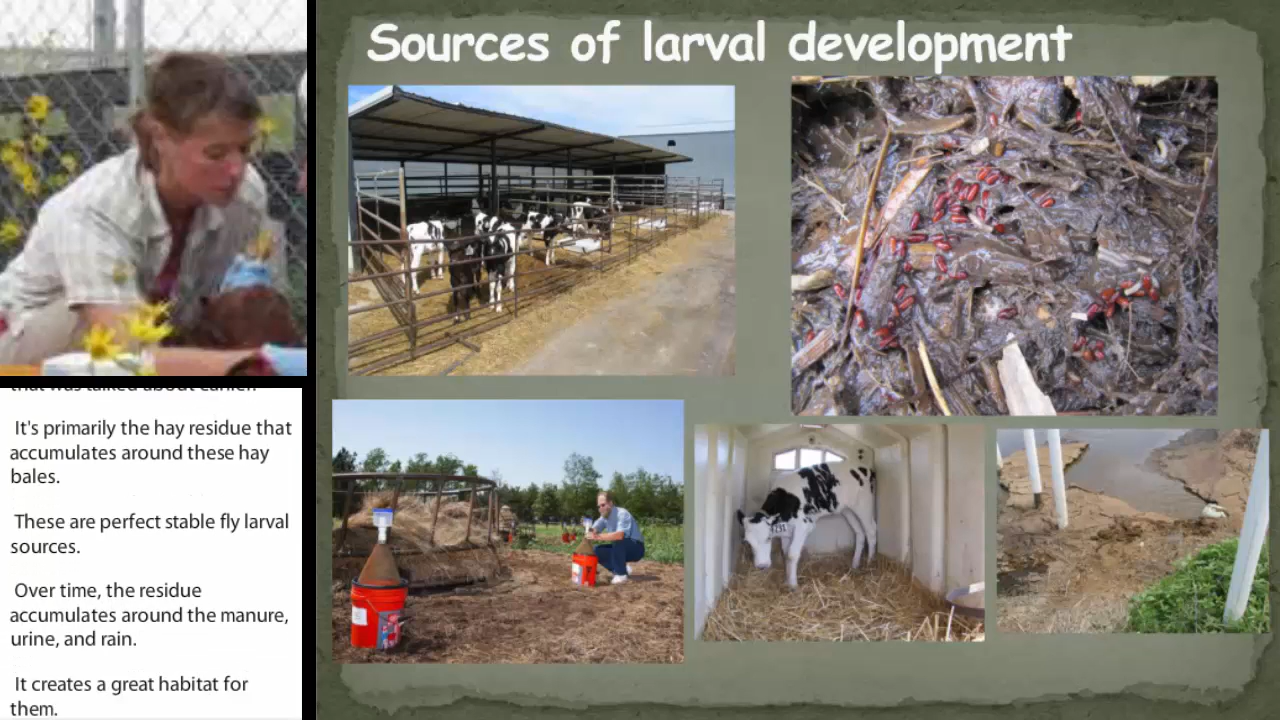 Sources of larval development
that was talked about earlier.
It's primarily the hay residue that
accumulates around these hay
bales.
These are perfect stable fly larval
sources.
Over time, the residue
accumulates around the manure,
urine, and rain.
It creates a great habitat for
them.